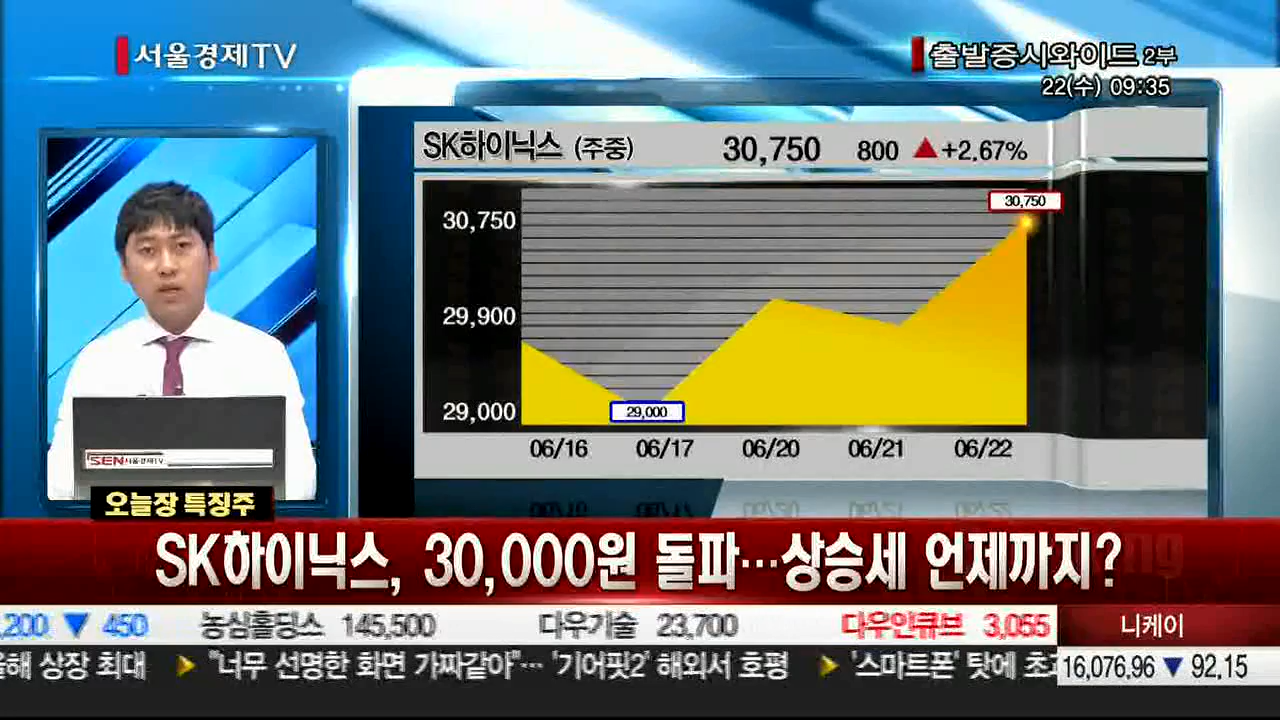 서울경제TV
출발증시와이드 2부
22(수) 09:35
SK하이닉스 (주중) 30,750 800 ▲+2.67%
30,750
30,750
29,900
29,000
29,000
06/16 06/17 06/20 06/21 06/22
SEN 서울경제TV
오늘장 특징주
SK하이닉스, 30,000원 돌파…상승세 언제까지?
,200 ▼ 450 농심홀딩스 145,500 다우기술 23,700 다우인큐브 3,055 니케이
해 상장 최대 ▶ "너무 선명한 화면 가짜같아"… '기어핏2' 해외서 호평 ▶ '스마트폰' 탓에 16,076.96 ▼ 92.15